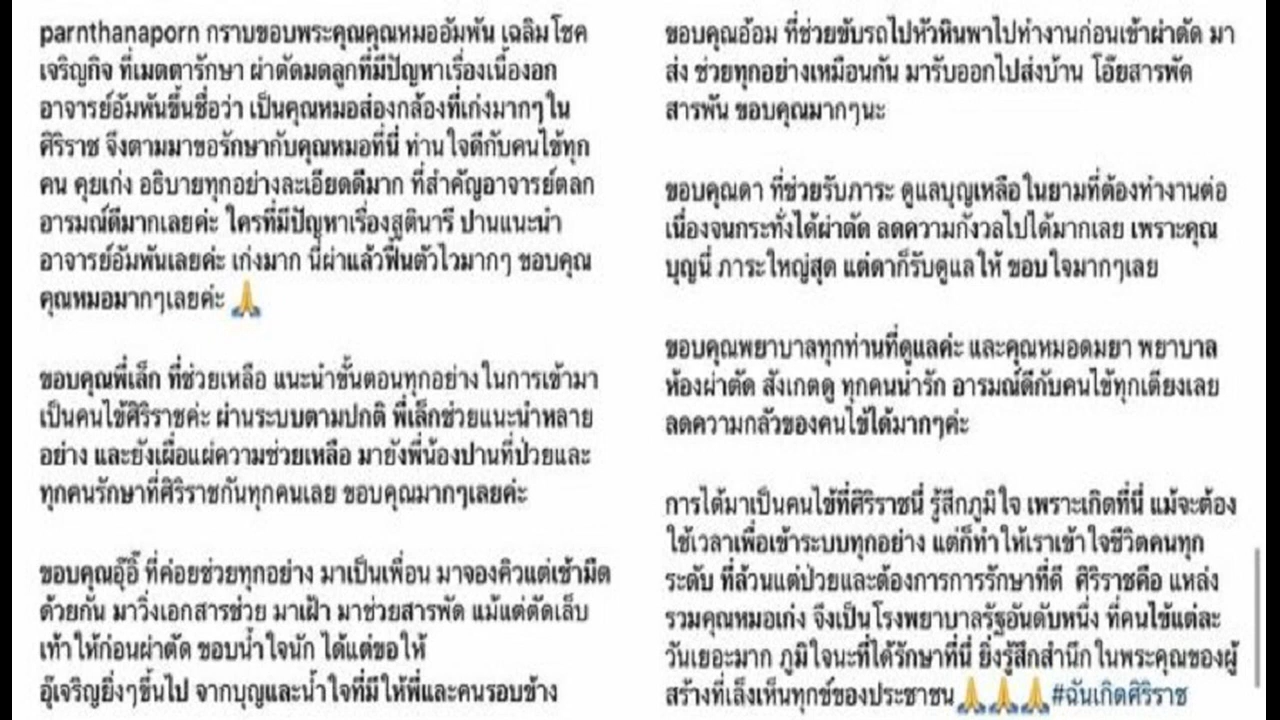 parnthanaporn กราบขอบพระคุณคุณหมออัมพัน เฉลิมโชค
เจริญกิจ ที่เมตตารักษา ผ่าตัดมดลูกที่มีปัญหาเรื่องเนื้องอก
อาจารย์อัมพันขึ้นชื่อว่า เป็นคุณหมอส่องกล้องที่เก่งมากๆ ใน
ศิริราช จึงตามมาขอรักษากับคุณหมอที่นี่ ท่าน ใจดีกับคนไข้ทุก
คน คุยเก่ง อธิบายทุกอย่างละเอียดดีมาก ที่สำคัญอาจารย์ตลก
อารมณ์ดีมากเลยค่ะ ใครที่มีปัญหาเรื่องสูตินารี ปานแนะนำ
อาจารย์อัมพันเลยค่ะ เก่งมาก นี่ผ่าแล้วฟื้นตัวไวมากๆ ขอบคุณ
คุณหมอมากๆเลยค่ะ 🙏
ขอบคุณพี่เล็ก ที่ช่วยเหลือ แนะนำขั้นตอนทุกอย่าง ในการเข้ามา
เป็นคนไข้ศิริราชค่ะ ผ่านระบบตามปกติ พี่เล็กช่วยแนะนำหลาย
อย่าง และยังเผื่อแผ่ความช่วยเหลือ มายังพี่น้องปานที่ป่วยและ
ทุกคนรักษาที่ศิริราชกันทุกคนเลย ขอบคุณมากๆเลยค่ะ
ขอบคุณอุ๊อิ๊ ที่ค่อยช่วยทุกอย่าง มาเป็นเพื่อน มาจองคิวแต่เช้ามืด
ด้วยกัน มาวิ่งเอกสารช่วย มาเฝ้า มาช่วยสารพัด แม้แต่ตัดเล็บ
เท้าให้ก่อนผ่าตัด ขอบน้ำใจนัก ได้แต่ขอให้
อุ๊เจริญยิ่งๆขึ้นไป จากบุญและน้ำใจที่มีให้พี่และคนรอบข้าง
ขอบคุณอ้อม ที่ช่วยขับรถไปหัวหินพาไปทำงานก่อนเข้าผ่าตัด มา
ส่ง ช่วยทุกอย่างเหมือนกัน มารับออกไปส่งบ้าน โอ๊ยสารพัด
สารพัน ขอบคุณมากๆนะ
ขอบคุณดา ที่ช่วยรับภาระ ดูแลบุญเหลือในยามที่ต้องทำงานต่อ
เนื่องจนกระทั่งได้ผ่าตัด ลดความกังวลไปได้มากเลย เพราะคุณ
บุญนี่ ภาระใหญ่สุด แต่ดาก็รับดูแลให้ ขอบใจมากๆเลย
ขอบคุณพยาบาลทุกท่านที่ดูแลค่ะ และคุณหมอดมยา พยาบาล
ห้องผ่าตัด สังเกตดู ทุกคนน่ารัก อารมณ์ดีกับคนไข้ทุกเตียงเลย
ลดความกลัวของคนไข้ได้มากๆค่ะ
การได้มาเป็นคนไข้ที่ศิริราชนี่ รู้สึกภูมิใจ เพราะเกิดที่นี่ แม้จะต้อง
ใช้เวลาเพื่อเข้าระบบทุกอย่าง แต่ก็ทำให้เราเข้าใจชีวิตคนทุก
ระดับ ที่ล้วนแต่ป่วยและต้องการการรักษาที่ดี ศิริราชคือ แหล่ง
รวมคุณหมอเก่ง จึงเป็นโรงพยาบาลรัฐอันดับหนึ่ง ที่คนไข้แต่ละ
วันเยอะมาก ภูมิใจนะที่ได้รักษาที่นี่ ยิ่งรู้สึกสำนึกในพระคุณของผู้
สร้างที่เล็งเห็นทุกข์ของประชาชน🙏🙏🙏#ฉันเกิดศิริราช